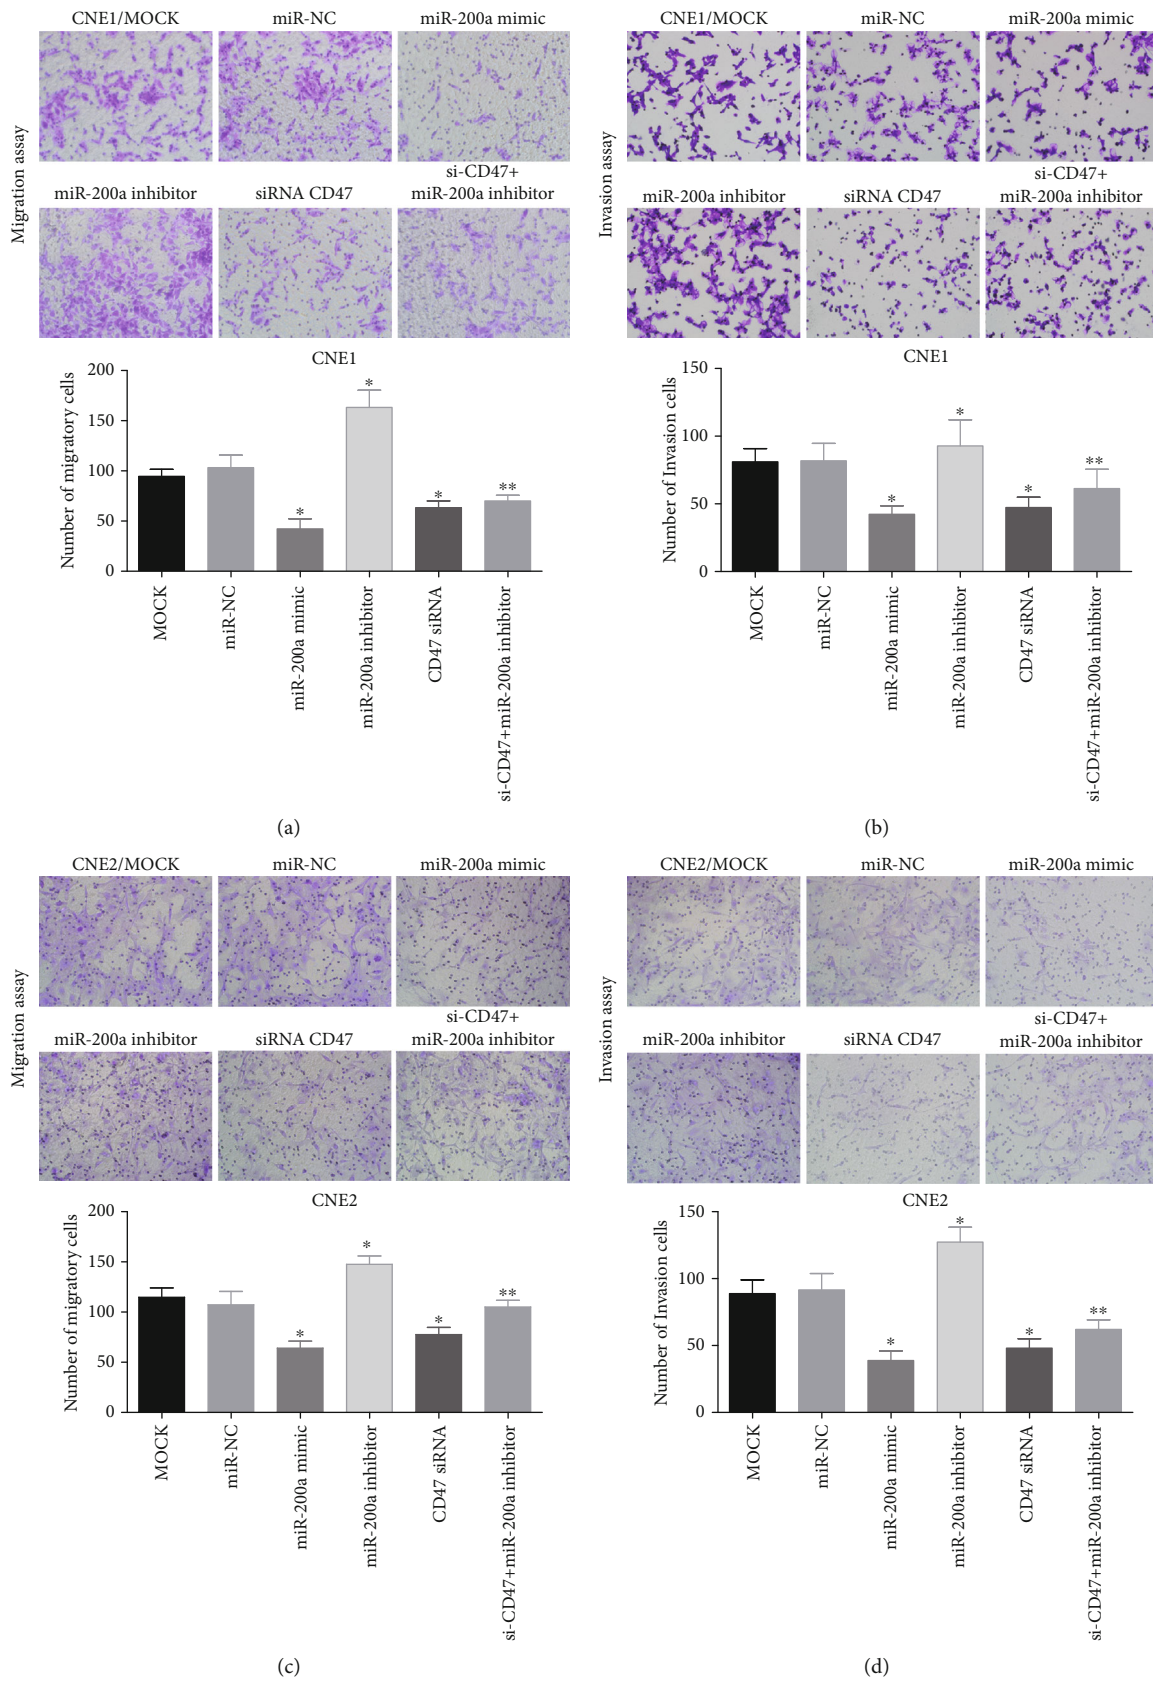 CNE1/MOCK
miR-NC
miR-200a mimic
Migration assay
miR-200a inhibitor
siRNA CD47
si-CD47+
miR-200a inhibitor
CNE1
Number of migratory cells
200
150
100
50
0
*
*
*
**
MOCK
miR-NC
miR-200a mimic
miR-200a inhibitor
CD47 siRNA
si-CD47+miR-200a inhibitor
(a)
CNE1/MOCK
miR-NC
miR-200a mimic
Invasion assay
miR-200a inhibitor
siRNA CD47
si-CD47+
miR-200a inhibitor
CNE1
Number of Invasion cells
150
100
50
0
*
*
*
**
MOCK
miR-NC
miR-200a mimic
miR-200a inhibitor
CD47 siRNA
si-CD47+miR-200a inhibitor
(b)
CNE2/MOCK
miR-NC
miR-200a mimic
Migration assay
miR-200a inhibitor
siRNA CD47
si-CD47+
miR-200a inhibitor
CNE2
Number of migratory cells
200
150
100
50
0
*
*
*
**
MOCK
miR-NC
miR-200a mimic
miR-200a inhibitor
CD47 siRNA
si-CD47+miR-200a inhibitor
(c)
CNE2/MOCK
miR-NC
miR-200a mimic
Invasion assay
miR-200a inhibitor
siRNA CD47
si-CD47+
miR-200a inhibitor
CNE2
Number of Invasion cells
150
100
50
0
*
*
*
**
MOCK
miR-NC
miR-200a mimic
miR-200a inhibitor
CD47 siRNA
si-CD47+miR-200a inhibitor
(d)